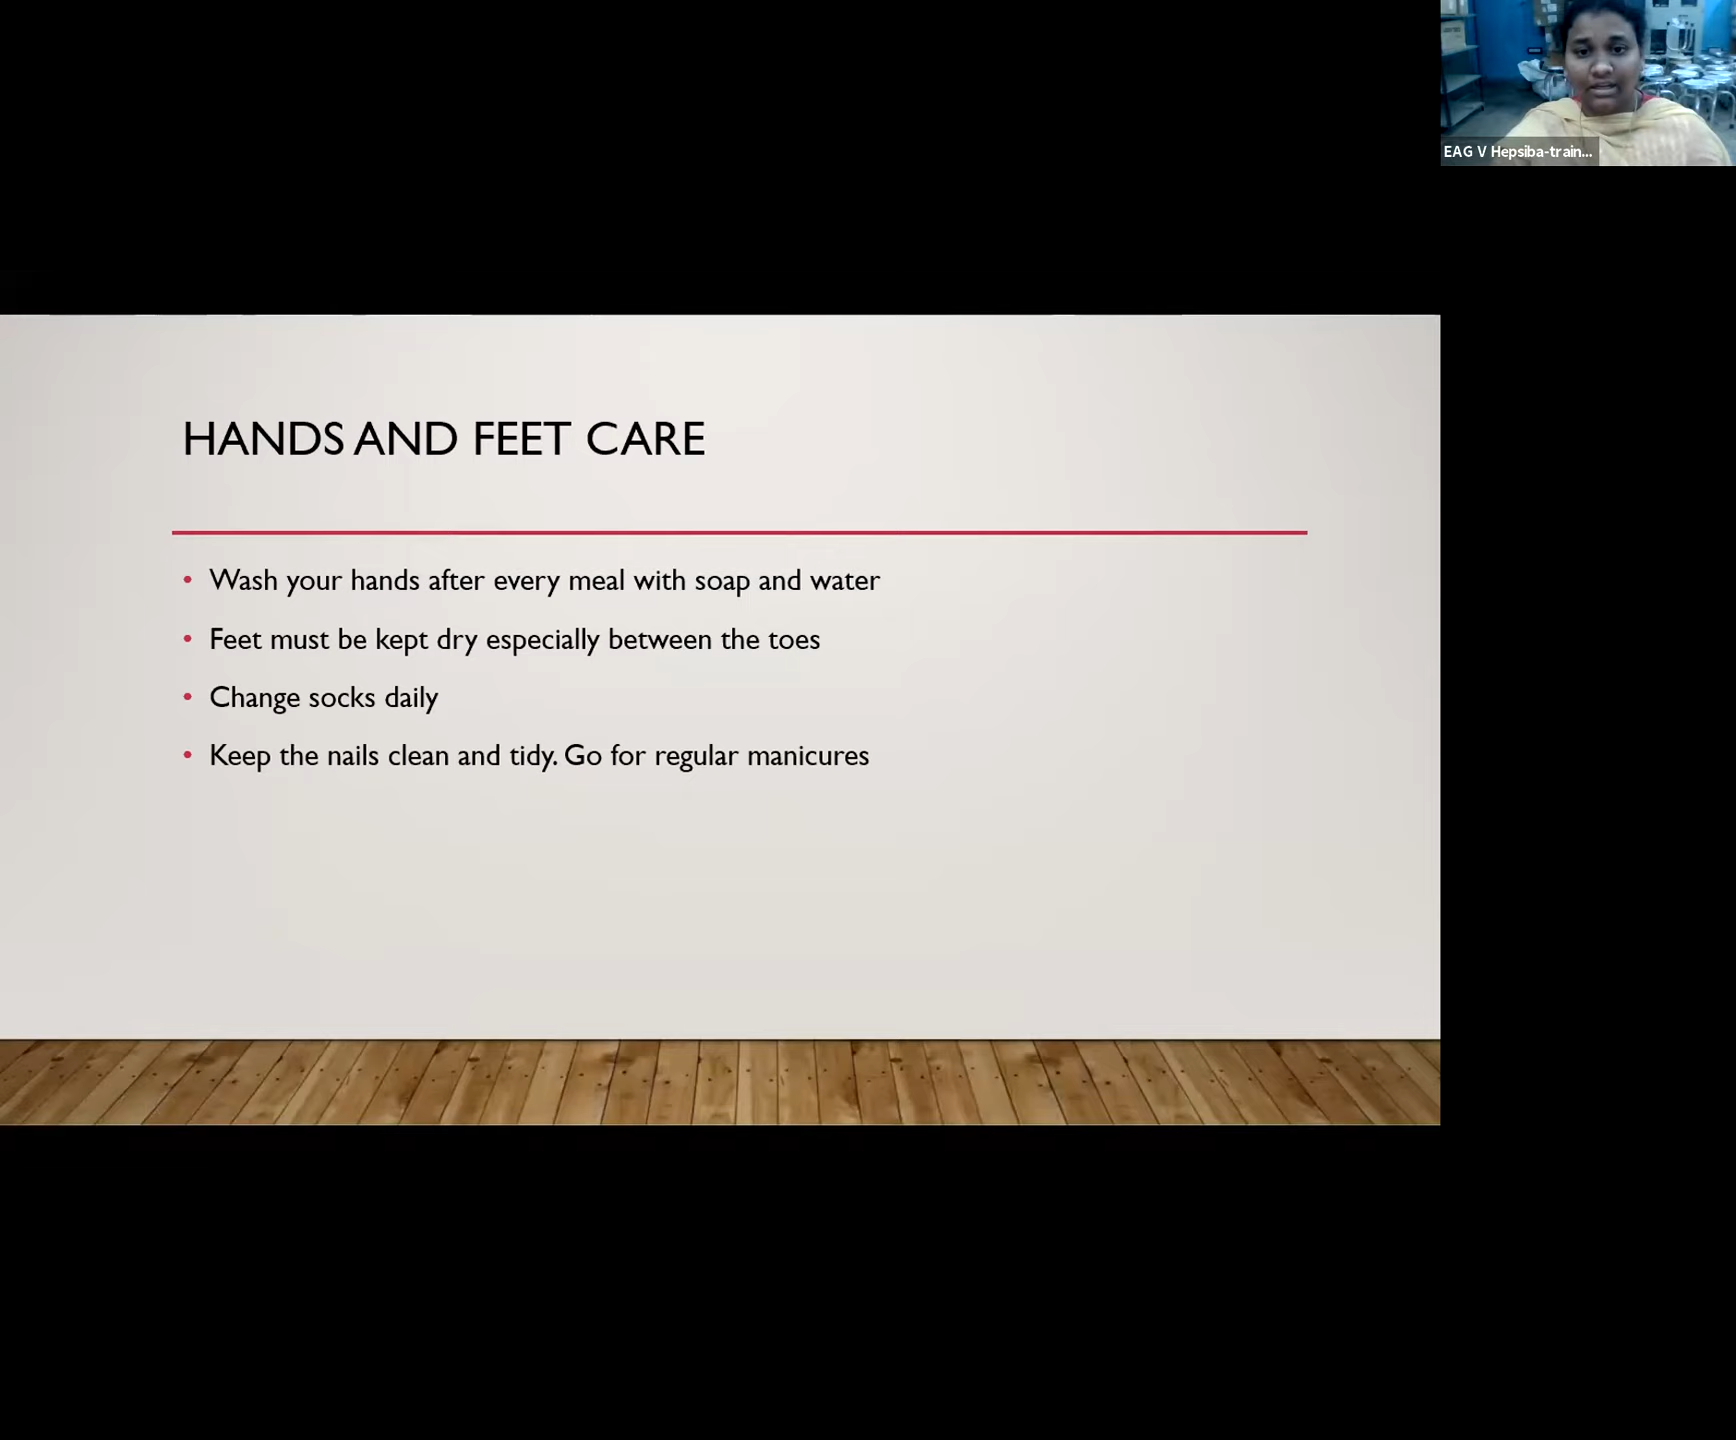 EAG V Hepsiba-train...
HANDS AND FEET CARE
• Wash your hands after every meal with soap and water
• Feet must be kept dry especially between the toes
• Change socks daily
• Keep the nails clean and tidy. Go for regular manicures